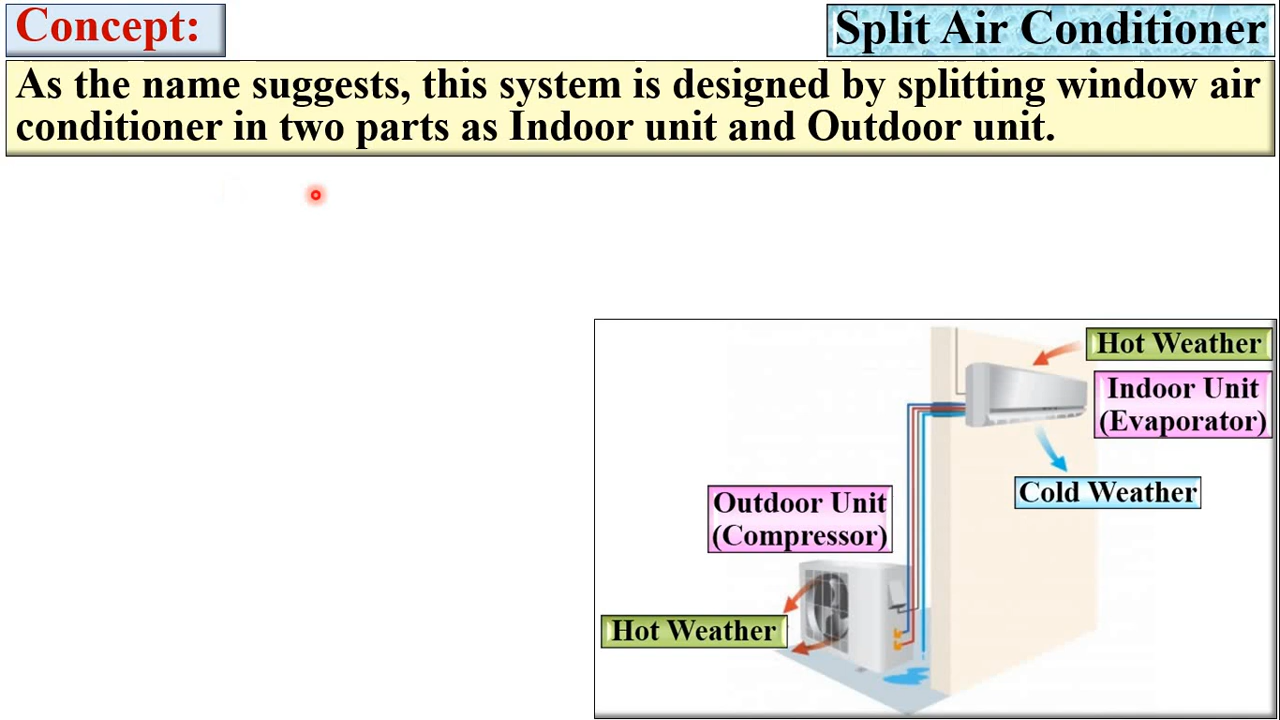 Concept:
Split Air Conditioner
As the name suggests, this system is designed by splitting window air
conditioner in two parts as Indoor unit and Outdoor unit.
Hot Weather
Indoor Unit
(Evaporator)
Cold Weather
Outdoor Unit
(Compressor)
Hot Weather